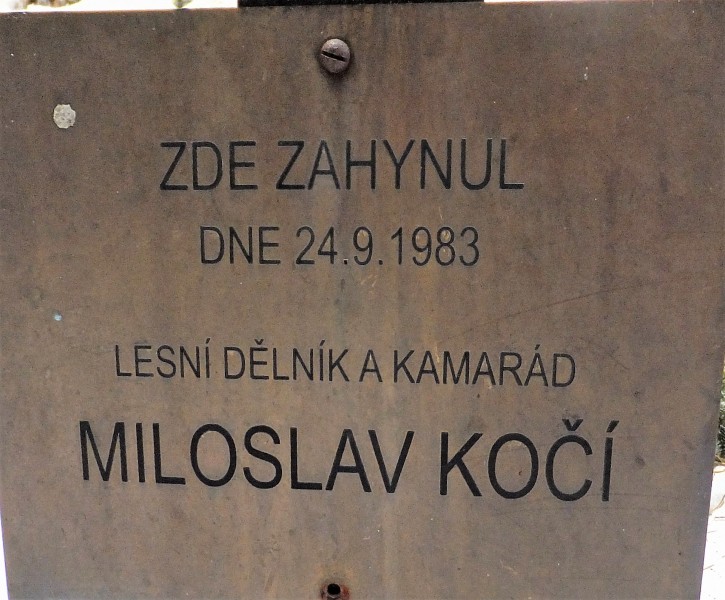 ZDE ZAHYNUL
DNE 24.9.1983
LESNÍ DĚLNÍK A KAMARÁD
MILOSLAV KOČÍ